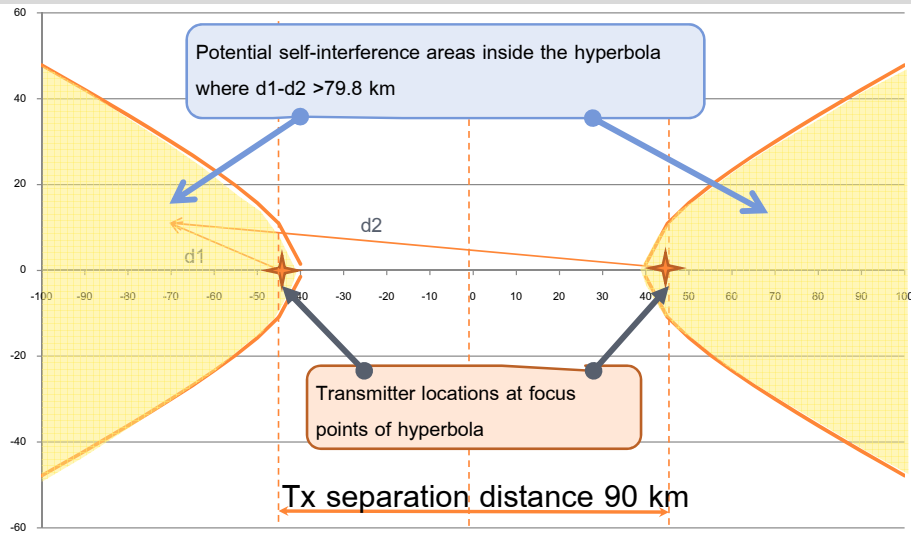 60
Potential self-interference areas inside the hyperbola
where d1-d2 >79.8 km
40
20
d2
d1
0
-100 -90 -80 -70 -60 -50 -40 -30 -20 -10 0 10 20 30 40 50 60 70 80 90 100
-20
Transmitter locations at focus
points of hyperbola
-40
Tx separation distance 90 km
-60